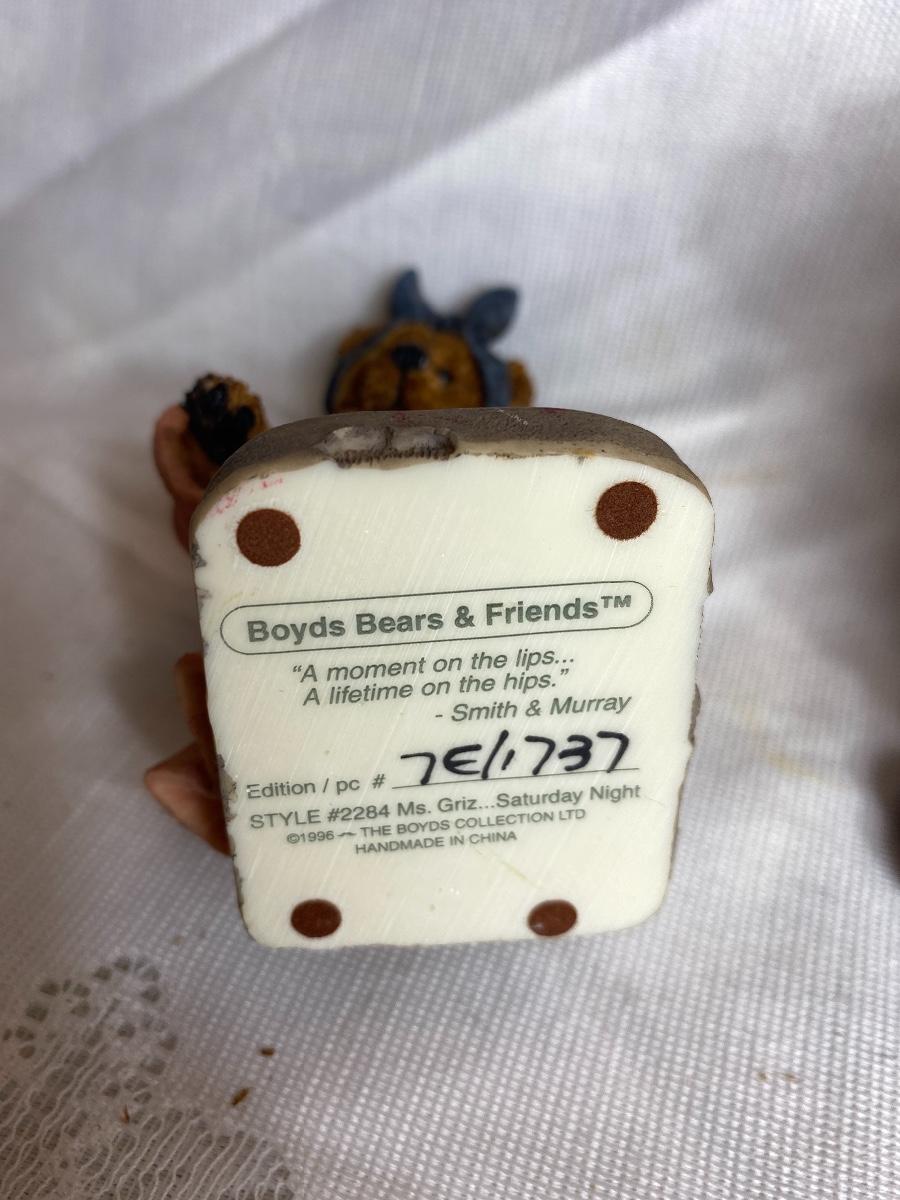 Boyds Bears & Friends™
“A moment on the lips...
A lifetime on the hips.”
- Smith & Murray
Edition / pc # 7E/1737
STYLE #2284 Ms. Griz...Saturday Night
©1996 THE BOYDS COLLECTION LTD
HANDMADE IN CHINA